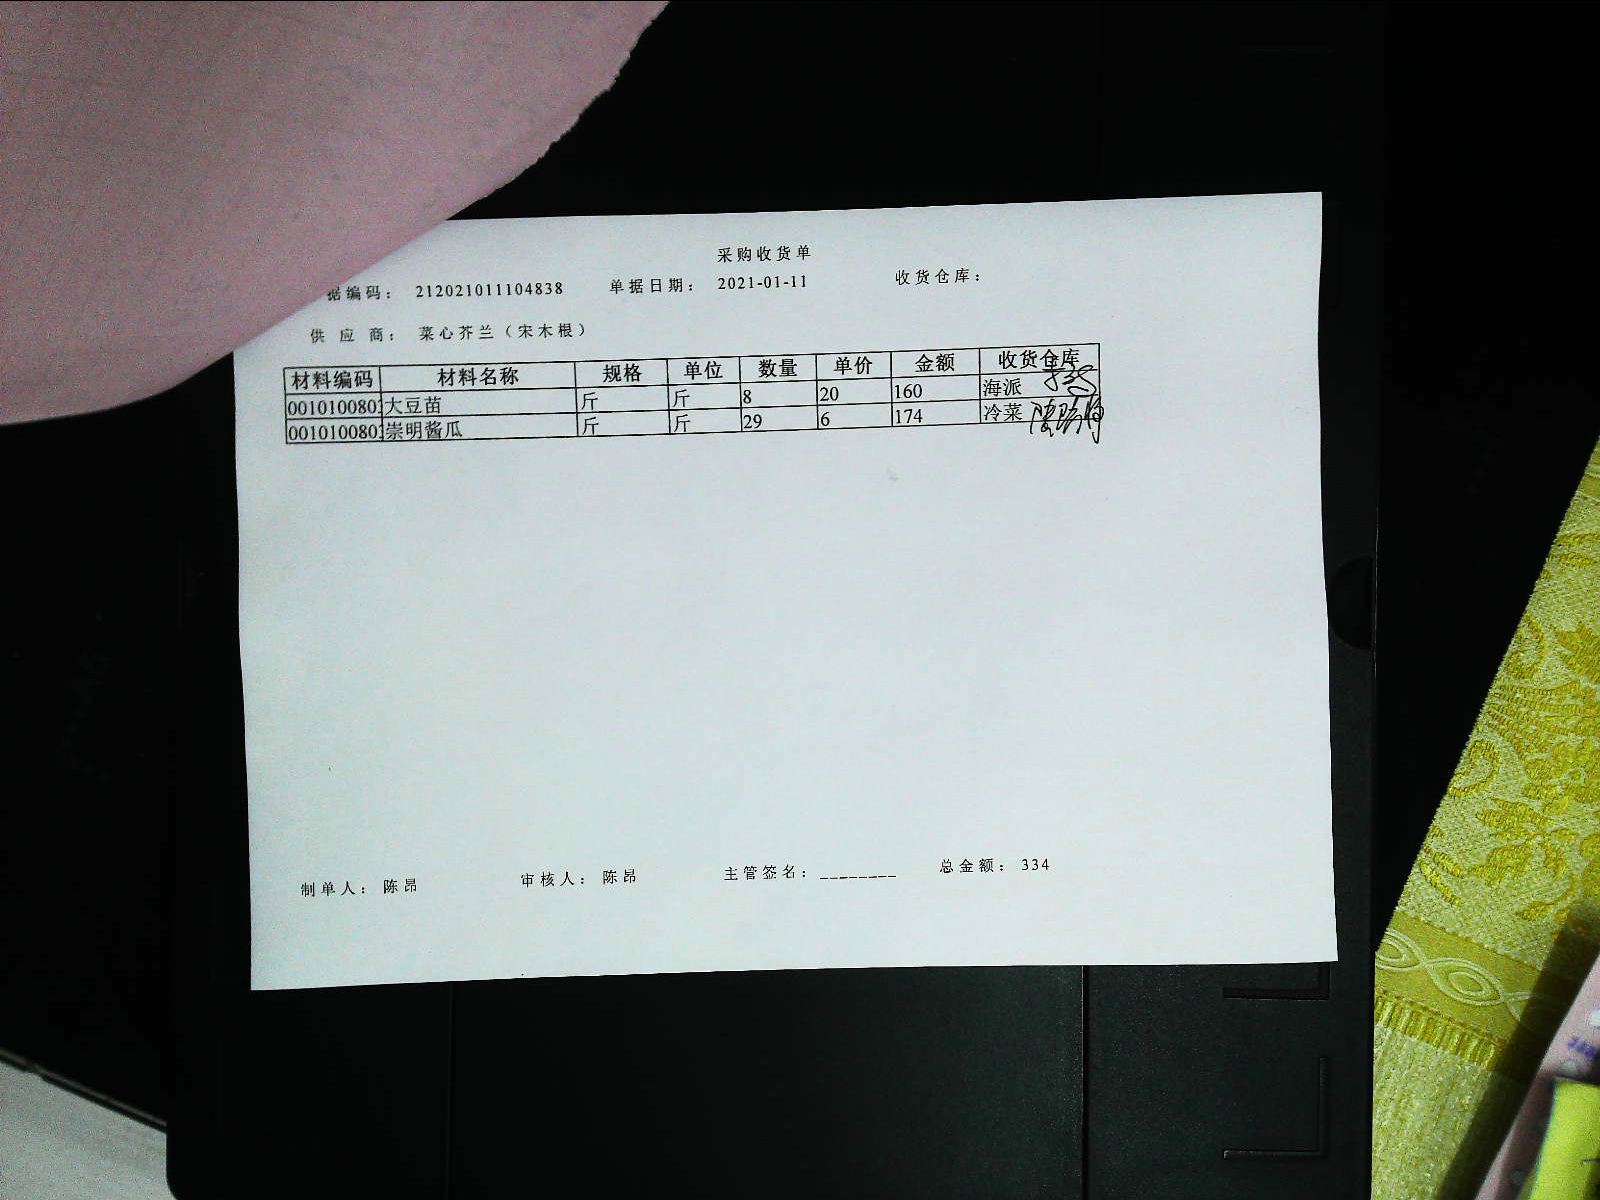 采购收货单
据编码： 212021011104838 单据日期： 2021-01-11 收货仓库：
供应商： 菜心芥兰（宋木根）
材料编码 材料名称 规格 单位 数量 单价 金额 收货仓库
0010100802 大豆苗 斤 斤 8 20 160 海派
0010100802 崇明酱瓜 斤 斤 29 6 174 冷菜
制单人： 陈昂 审核人： 陈昂 主管签名：________ 总金额： 334